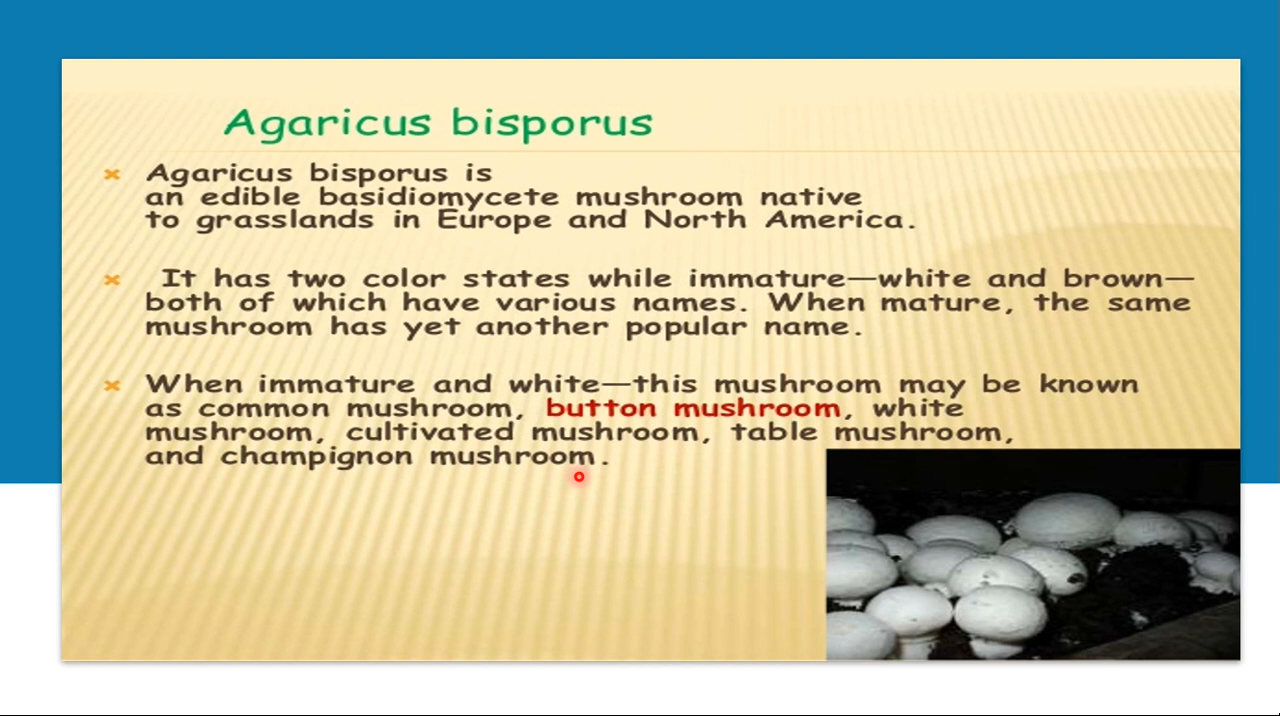 Agaricus bisporus
Agaricus bisporus is
an edible basidiomycete mushroom native
to grasslands in Europe and North America.
It has two color states while immature—white and brown—
both of which have various names. When mature, the same
mushroom has yet another popular name.
When immature and white—this mushroom may be known
as common mushroom, button mushroom, white
mushroom, cultivated mushroom, table mushroom,
and champignon mushroom.